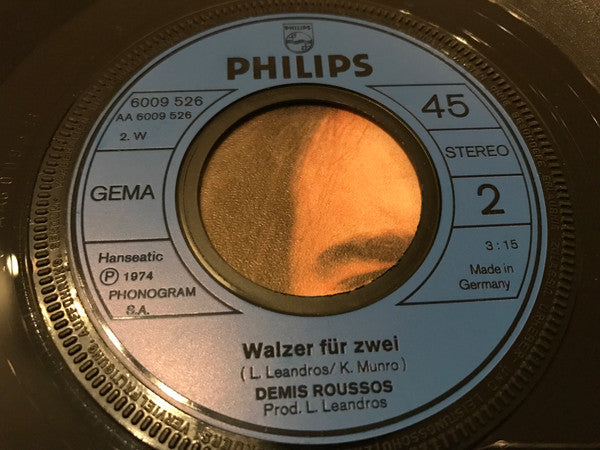 PHILIPS
6009 526
AA 6009 526
2. W
GEMA
Hanseatic
Ⓟ 1974
PHONOGRAM
S.A.
45
STEREO
2
3:15
Made in
Germany
Walzer für zwei
( L. Leandros/ K. Munro )
DEMIS ROUSSOS
Prod. L. Leandros